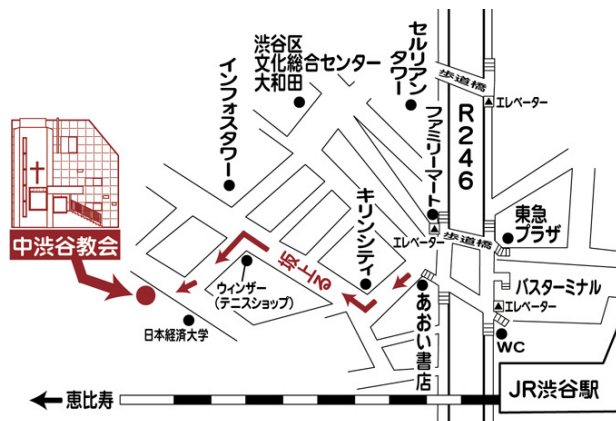 渋谷区
文化総合センター
大和田
セルリアン
タワー
歩道橋
エレベーター
インフォスタワー
ファミリーマート
R246
中渋谷教会
キリンシティ
エレベーター
歩道橋
東急
プラザ
坂上る
ウィンザー
(テニスショップ)
バスターミナル
エレベーター
あおい書店
日本経済大学
WC
JR渋谷駅
恵比寿